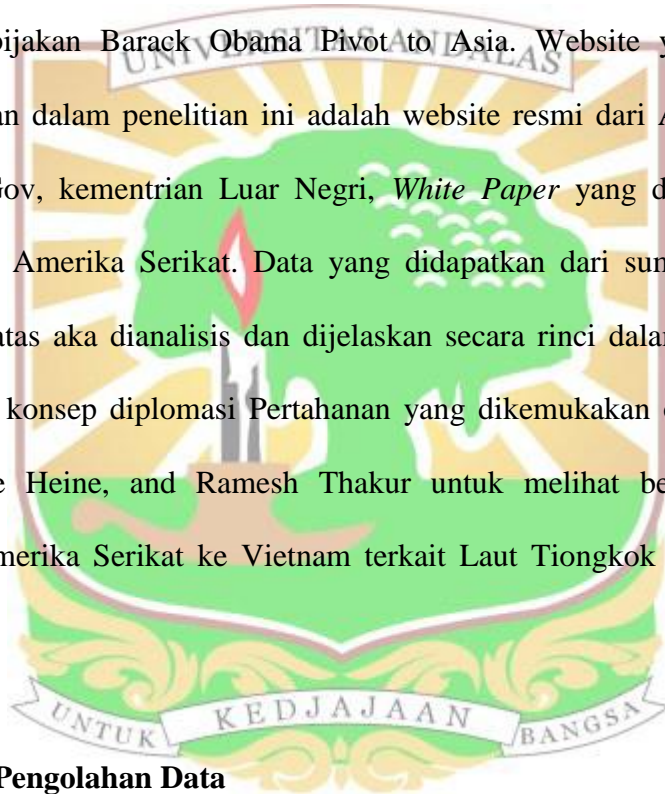 bijakan Barack Obama Pivot to Asia. Website y
UNIVERSITAS ANDALAS
an dalam penelitian ini adalah website resmi dari A
Gov, kementrian Luar Negri, White Paper yang d
Amerika Serikat. Data yang didapatkan dari sum
atas aka dianalisis dan dijelaskan secara rinci dalam
konsep diplomasi Pertahanan yang dikemukakan
e Heine, and Ramesh Thakur untuk melihat be
merika Serikat ke Vietnam terkait Laut Tiongkok
UNTUK KEDJAJAAN BANGSA
Pengolahan Data